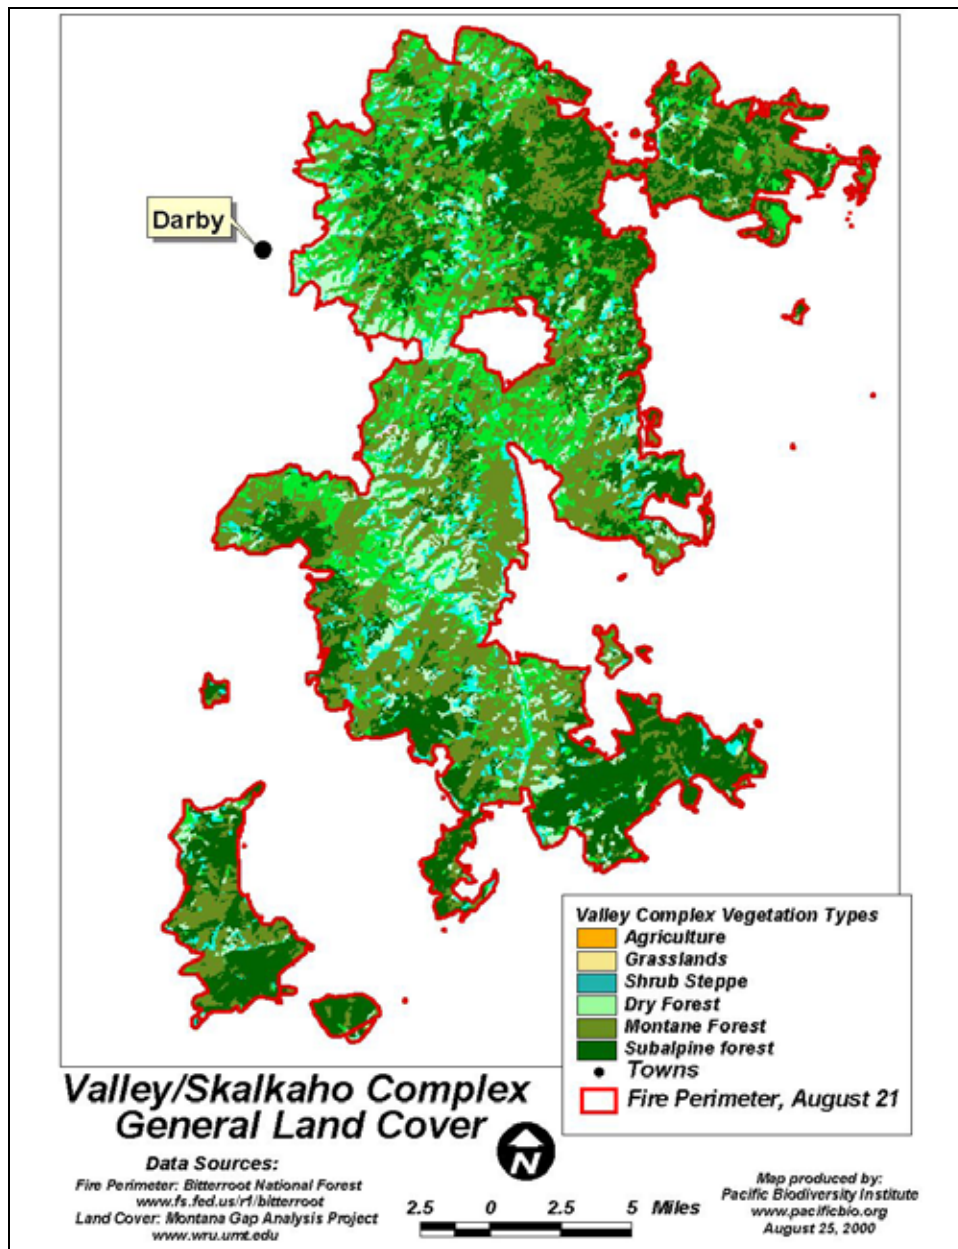 Darby
Valley Complex Vegetation Types
Agriculture
Grasslands
Shrub Steppe
Dry Forest
Montane Forest
Subalpine forest
Towns
Fire Perimeter, August 21
Valley/Skalkaho Complex
General Land Cover
N
Data Sources:
Fire Perimeter: Bitterroot National Forest
www.fs.fed.us/r1/bitterroot
Land Cover: Montana Gap Analysis Project
www.wru.umt.edu
2.5 0 2.5 5 Miles
Map produced by:
Pacific Biodiversity Institute
www.pacificbio.org
August 25, 2000